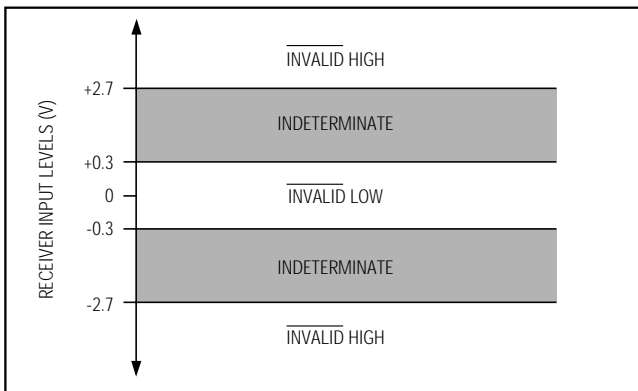 INVALID HIGH
+2.7
INDETERMINATE
+0.3
INVALID LOW
0
-0.3
INDETERMINATE
-2.7
INVALID HIGH
RECEIVER INPUT LEVELS (V)